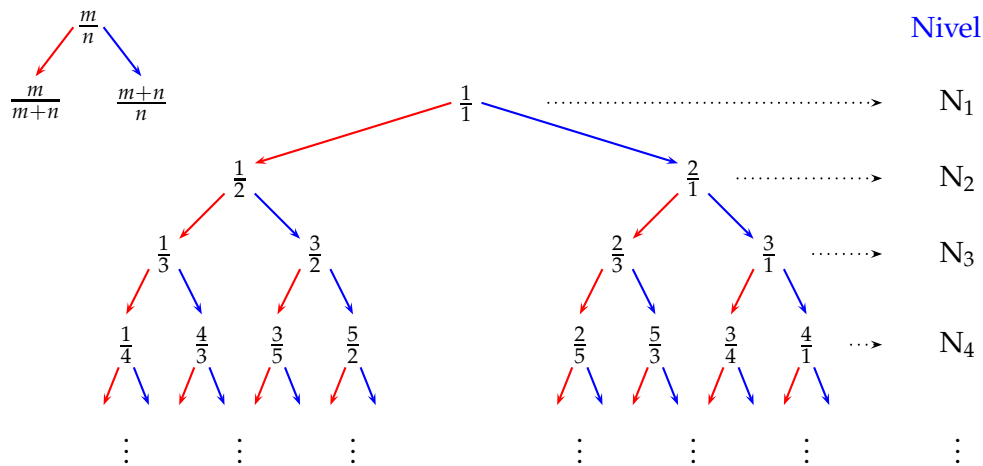 m/n Nivel
m/(m+n) (m+n)/n 1/1 N₁
1/2 2/1 N₂
1/3 3/2 2/3 3/1 N₃
1/4 4/3 3/5 5/2 2/5 5/3 3/4 4/1 N₄
⋮ ⋮ ⋮ ⋮ ⋮ ⋮ ⋮